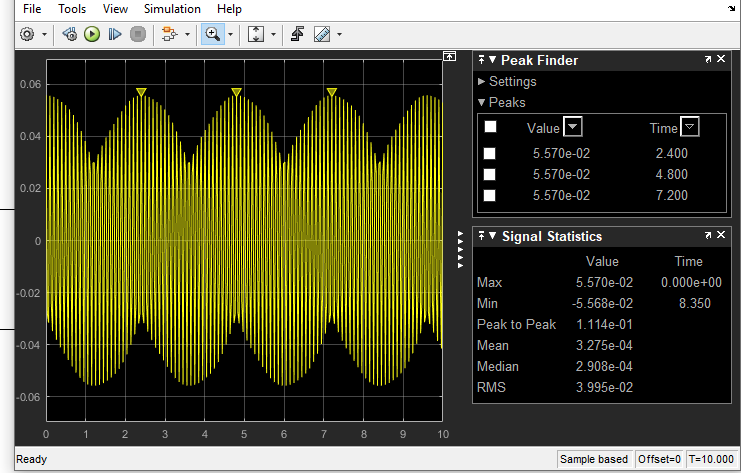 File Tools View Simulation Help
Peak Finder
Settings
Peaks
Value Time
5.570e-02 2.400
5.570e-02 4.800
5.570e-02 7.200
Signal Statistics
Value Time
Max 5.570e-02 0.000e+00
Min -5.568e-02 8.350
Peak to Peak 1.114e-01
Mean 3.275e-04
Median 2.908e-04
RMS 3.995e-02
0.06
0.04
0.02
0
-0.02
-0.04
-0.06
0 1 2 3 4 5 6 7 8 9 10
Ready Sample based Offset=0 T=10.000